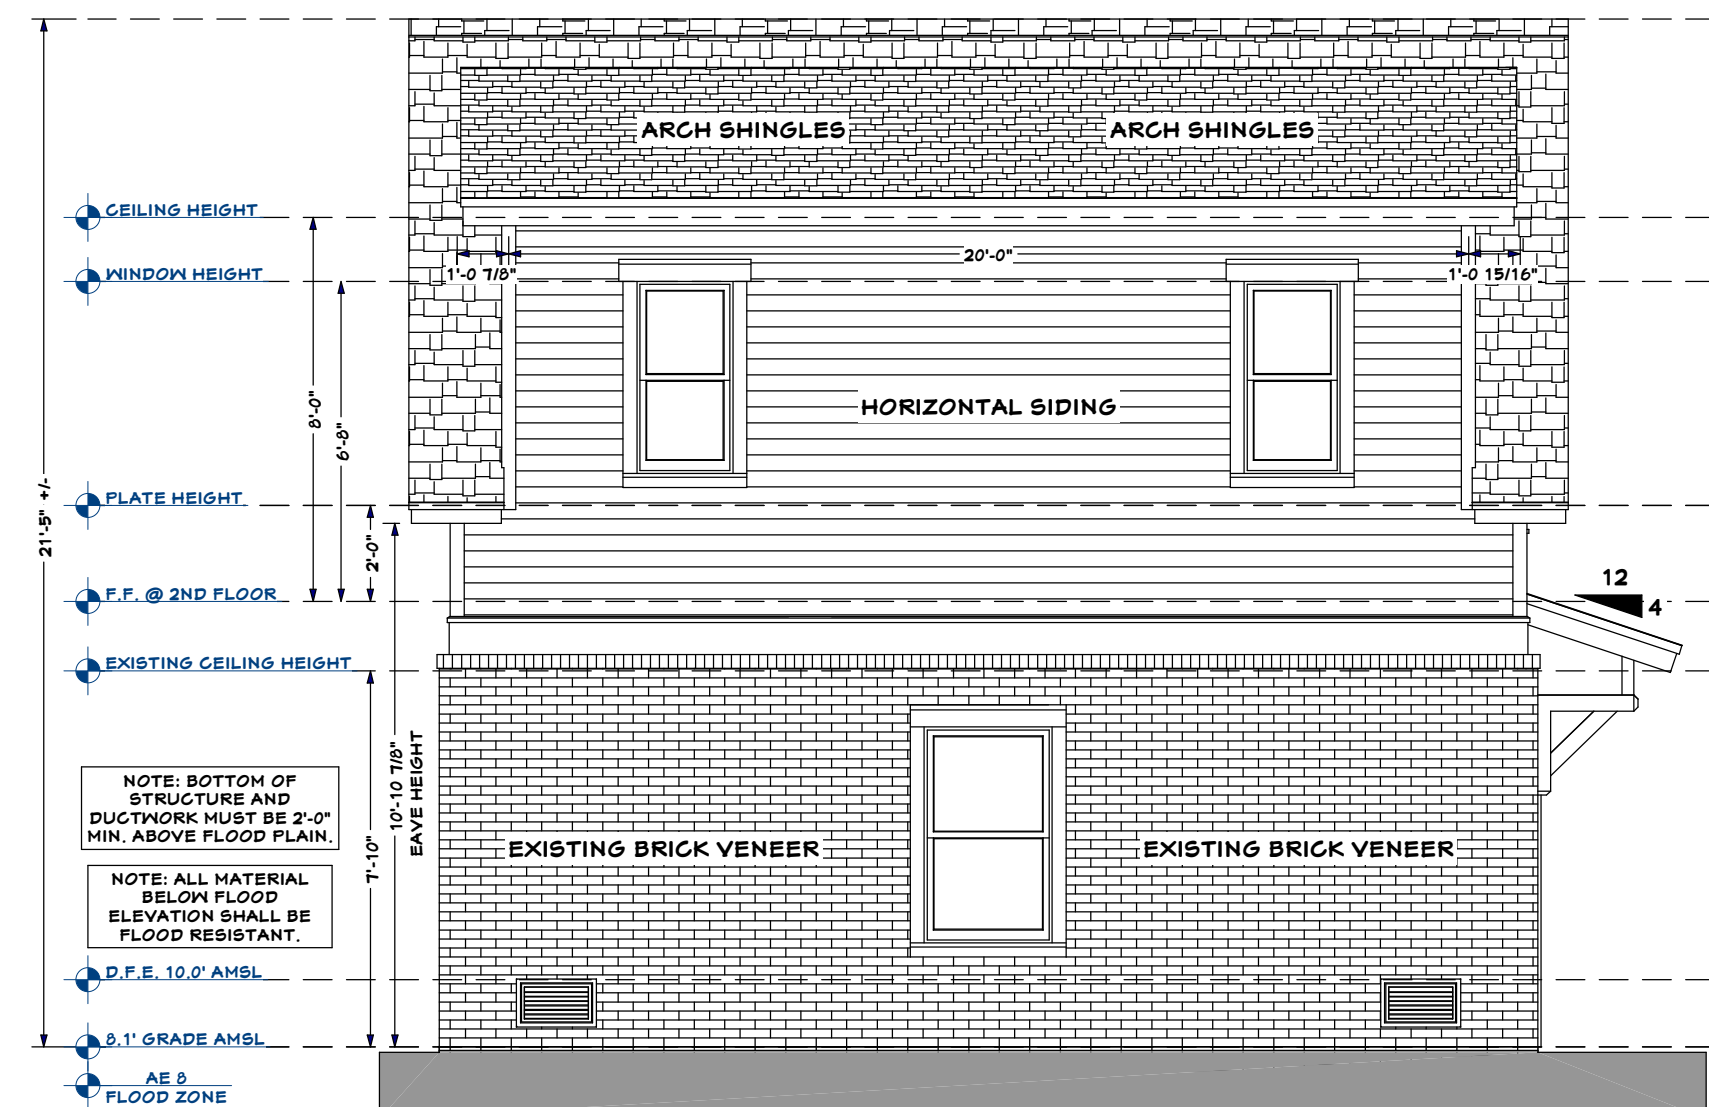 ARCH SHINGLES
ARCH SHINGLES
CEILING HEIGHT
WINDOW HEIGHT
1'-0 7/8"
20'-0"
1'-0 15/16"
8'-0"
6'-8"
HORIZONTAL SIDING
PLATE HEIGHT
21'-5" +/-
2'-0"
F.F. @ 2ND FLOOR
12
4
EXISTING CEILING HEIGHT
10'-10 7/8"
EAVE HEIGHT
7'-10"
NOTE: BOTTOM OF
STRUCTURE AND
DUCTWORK MUST BE 2'-0"
MIN. ABOVE FLOOD PLAIN.
EXISTING BRICK VENEER
EXISTING BRICK VENEER
NOTE: ALL MATERIAL
BELOW FLOOD
ELEVATION SHALL BE
FLOOD RESISTANT.
D.F.E. 10.0' AMSL
8.1' GRADE AMSL
AE 8
FLOOD ZONE